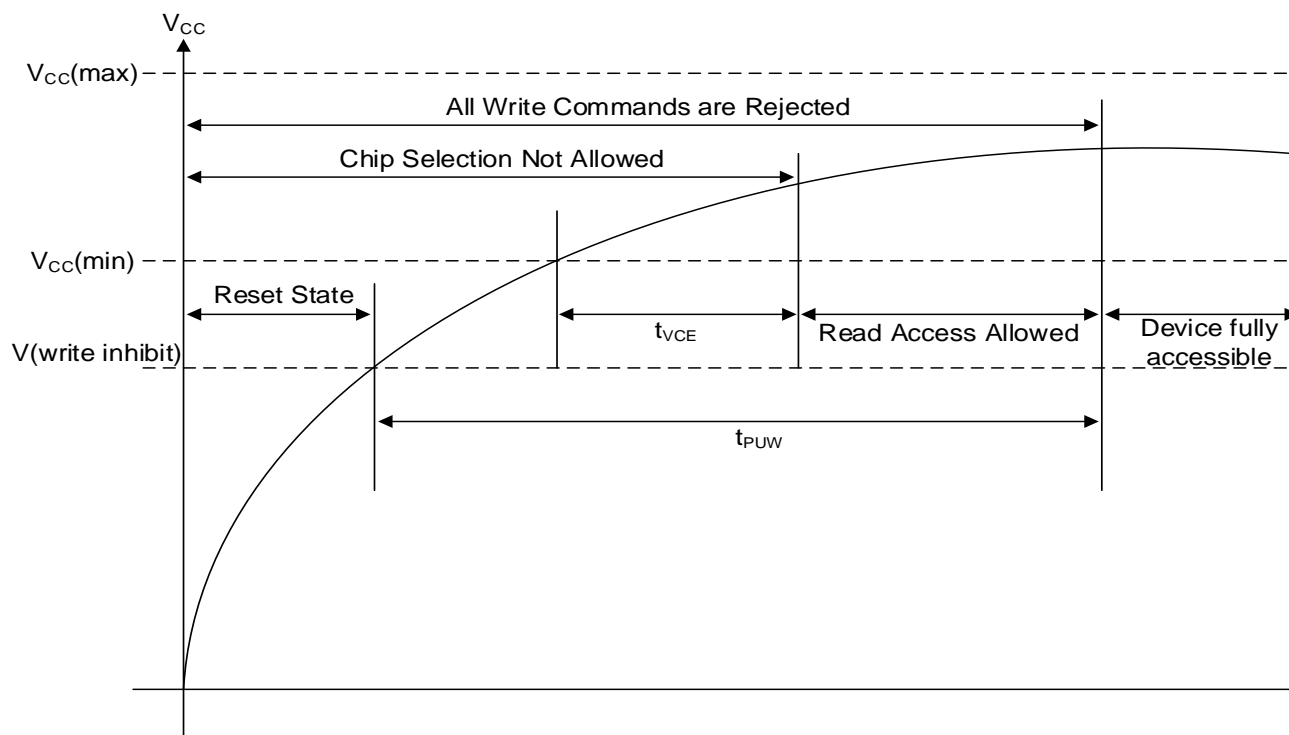 VCC
VCC(max)
All Write Commands are Rejected
Chip Selection Not Allowed
VCC(min)
Reset State
tVCE
Read Access Allowed
Device fully
accessible
V(write inhibit)
tPUW